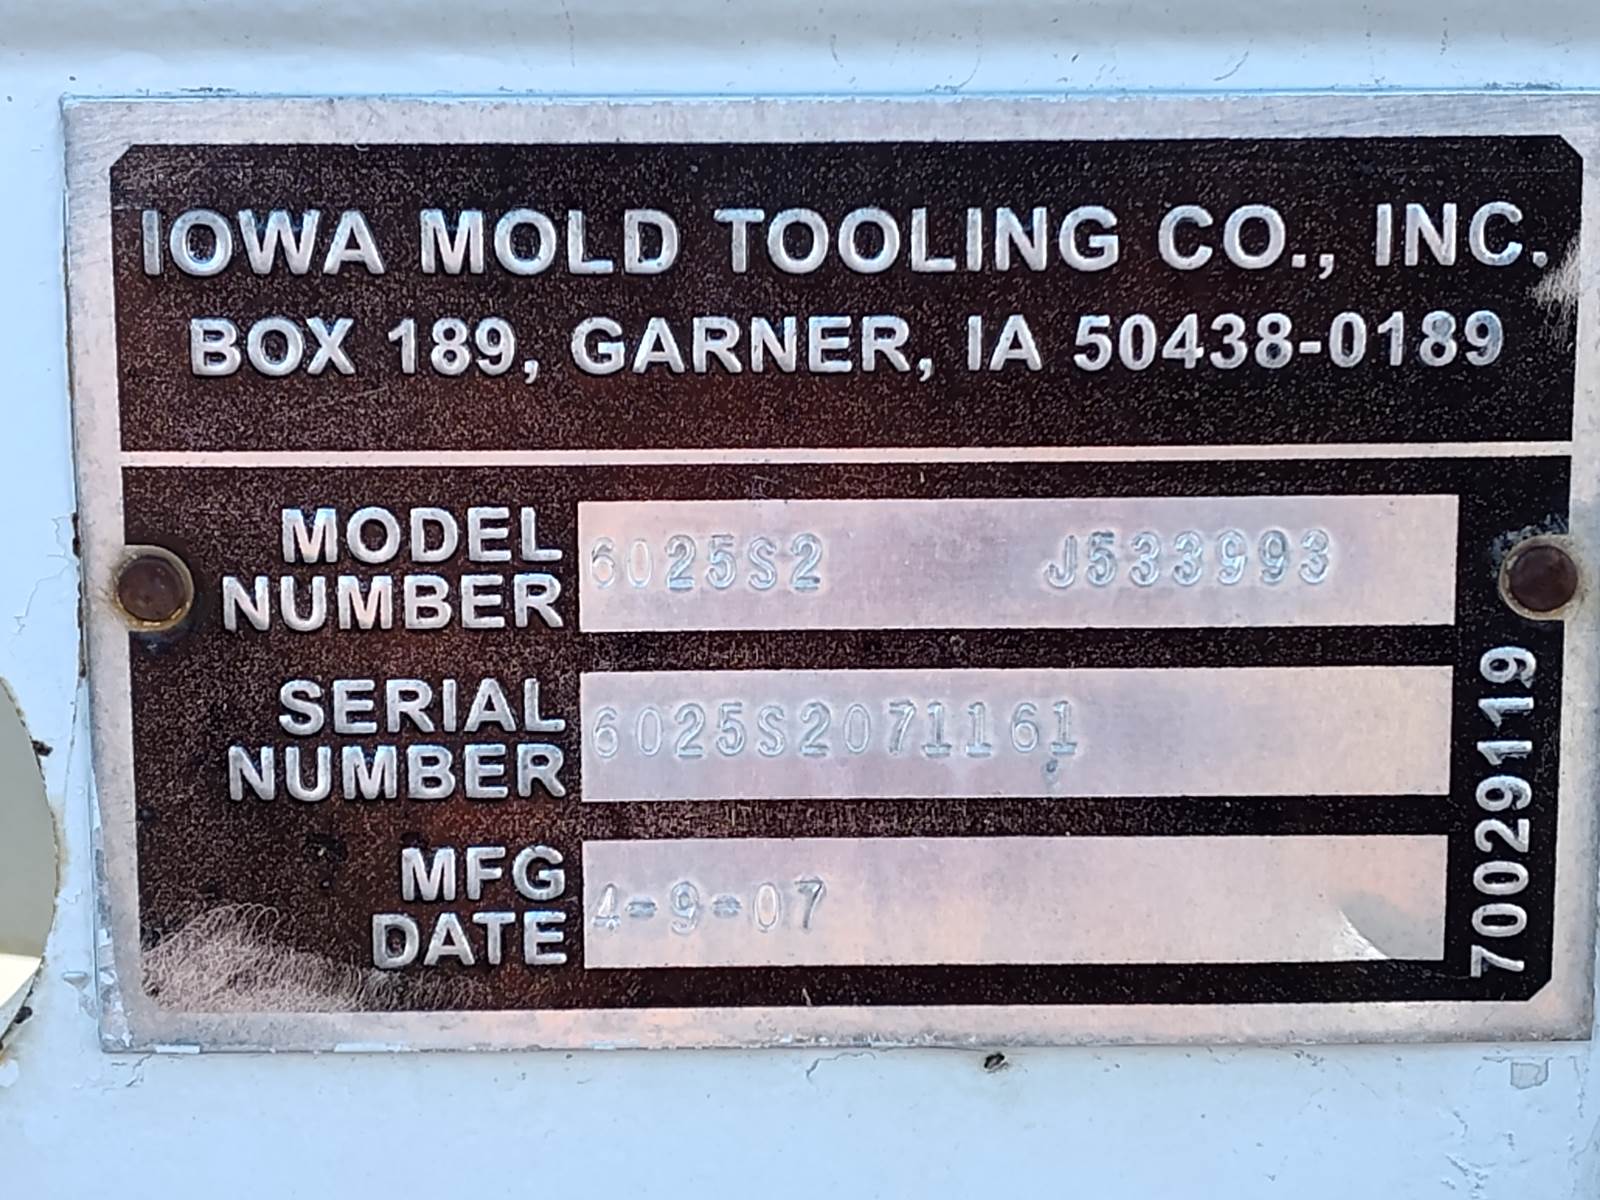 IOWA MOLD TOOLING CO., INC.
BOX 189, GARNER, IA 50438-0189
MODEL NUMBER 6025S2 J533993
SERIAL NUMBER 6025S2071161
MFG DATE 4-9-07
70029119